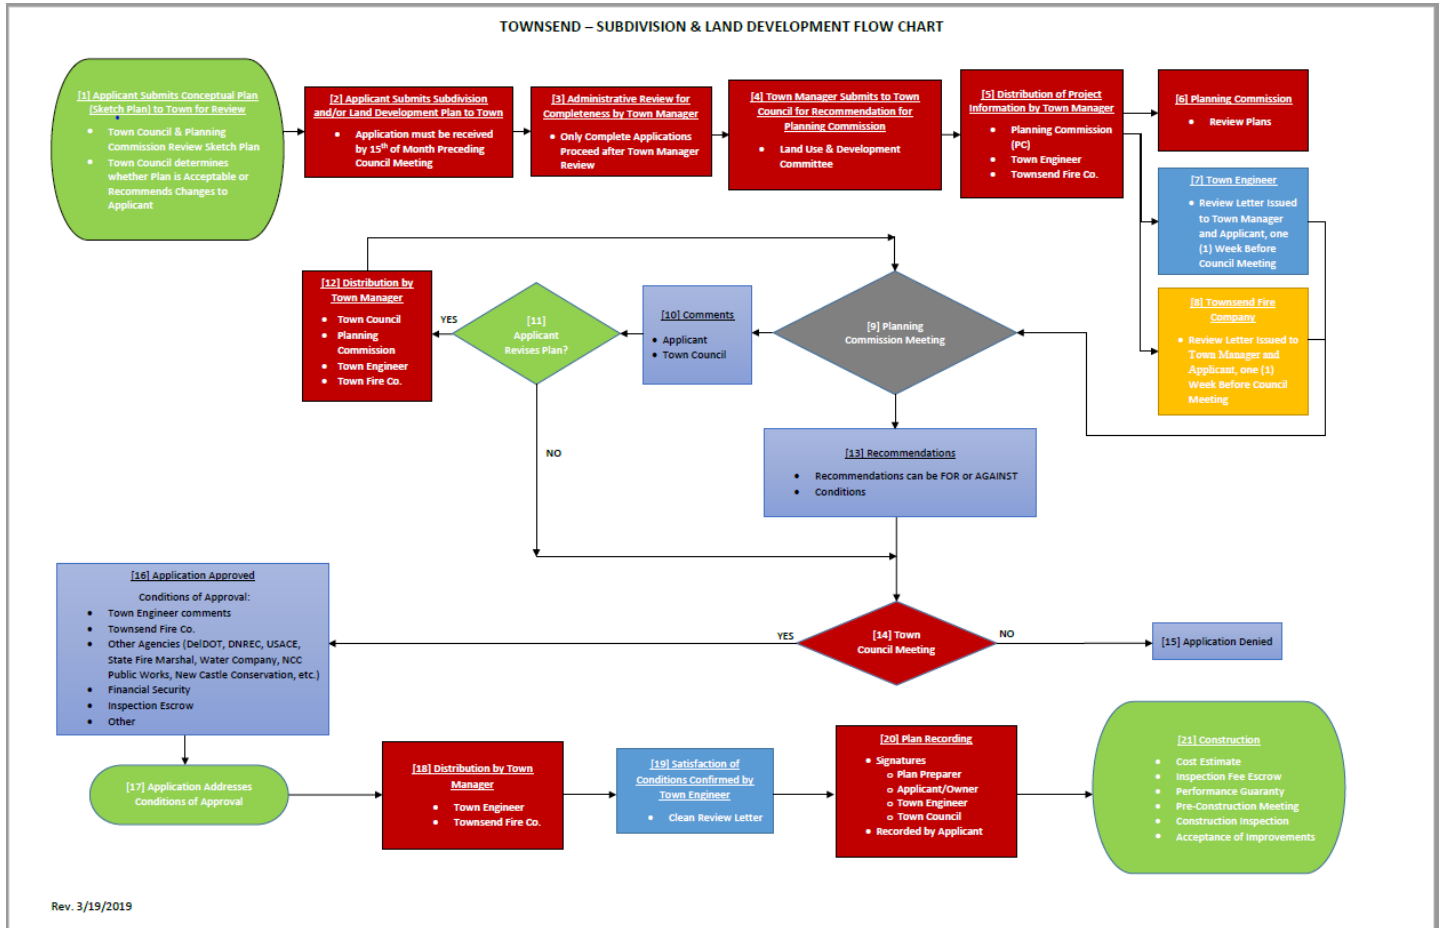 TOWNSEND – SUBDIVISION & LAND DEVELOPMENT FLOW CHART
[1] Applicant Submits Conceptual Plan
(Sketch Plan) to Town for Review
• Town Council & Planning
Commission Review Sketch Plan
• Town Council determines
whether Plan is Acceptable or
Recommends Changes to
Applicant
[2] Applicant Submits Subdivision
and/or Land Development Plan to Town
• Application must be received
by 15th of Month Preceding
Council Meeting
[3] Administrative Review for
Completeness by Town Manager
• Only Complete Applications
Proceed after Town Manager
Review
[4] Town Manager Submits to Town
Council for Recommendation for
Planning Commission
• Land Use & Development
Committee
[5] Distribution of Project
Information by Town Manager
• Planning Commission
(PC)
• Town Engineer
• Townsend Fire Co.
[6] Planning Commission
• Review Plans
[7] Town Engineer
• Review Letter Issued
to Town Manager
and Applicant, one
(1) Week Before
Council Meeting
[8] Townsend Fire
Company
• Review Letter Issued to
Town Manager and
Applicant, one (1)
Week Before Council
Meeting
[9] Planning
Commission Meeting
[10] Comments
• Applicant
• Town Council
[11]
Applicant
Revises Plan?
YES
NO
[12] Distribution by
Town Manager
• Town Council
• Planning
Commission
• Town Engineer
• Town Fire Co.
[13] Recommendations
• Recommendations can be FOR or AGAINST
• Conditions
[14] Town
Council Meeting
YES
NO
[15] Application Denied
[16] Application Approved
Conditions of Approval:
• Town Engineer comments
• Townsend Fire Co.
• Other Agencies (DelDOT, DNREC, USACE,
State Fire Marshal, Water Company, NCC
Public Works, New Castle Conservation, etc.)
• Financial Security
• Inspection Escrow
• Other
[17] Application Addresses
Conditions of Approval
[18] Distribution by Town
Manager
• Town Engineer
• Townsend Fire Co.
[19] Satisfaction of
Conditions Confirmed by
Town Engineer
• Clean Review Letter
[20] Plan Recording
• Signatures
o Plan Preparer
o Applicant/Owner
o Town Engineer
o Town Council
• Recorded by Applicant
[21] Construction
• Cost Estimate
• Inspection Fee Escrow
• Performance Guaranty
• Pre-Construction Meeting
• Construction Inspection
• Acceptance of Improvements
Rev. 3/19/2019